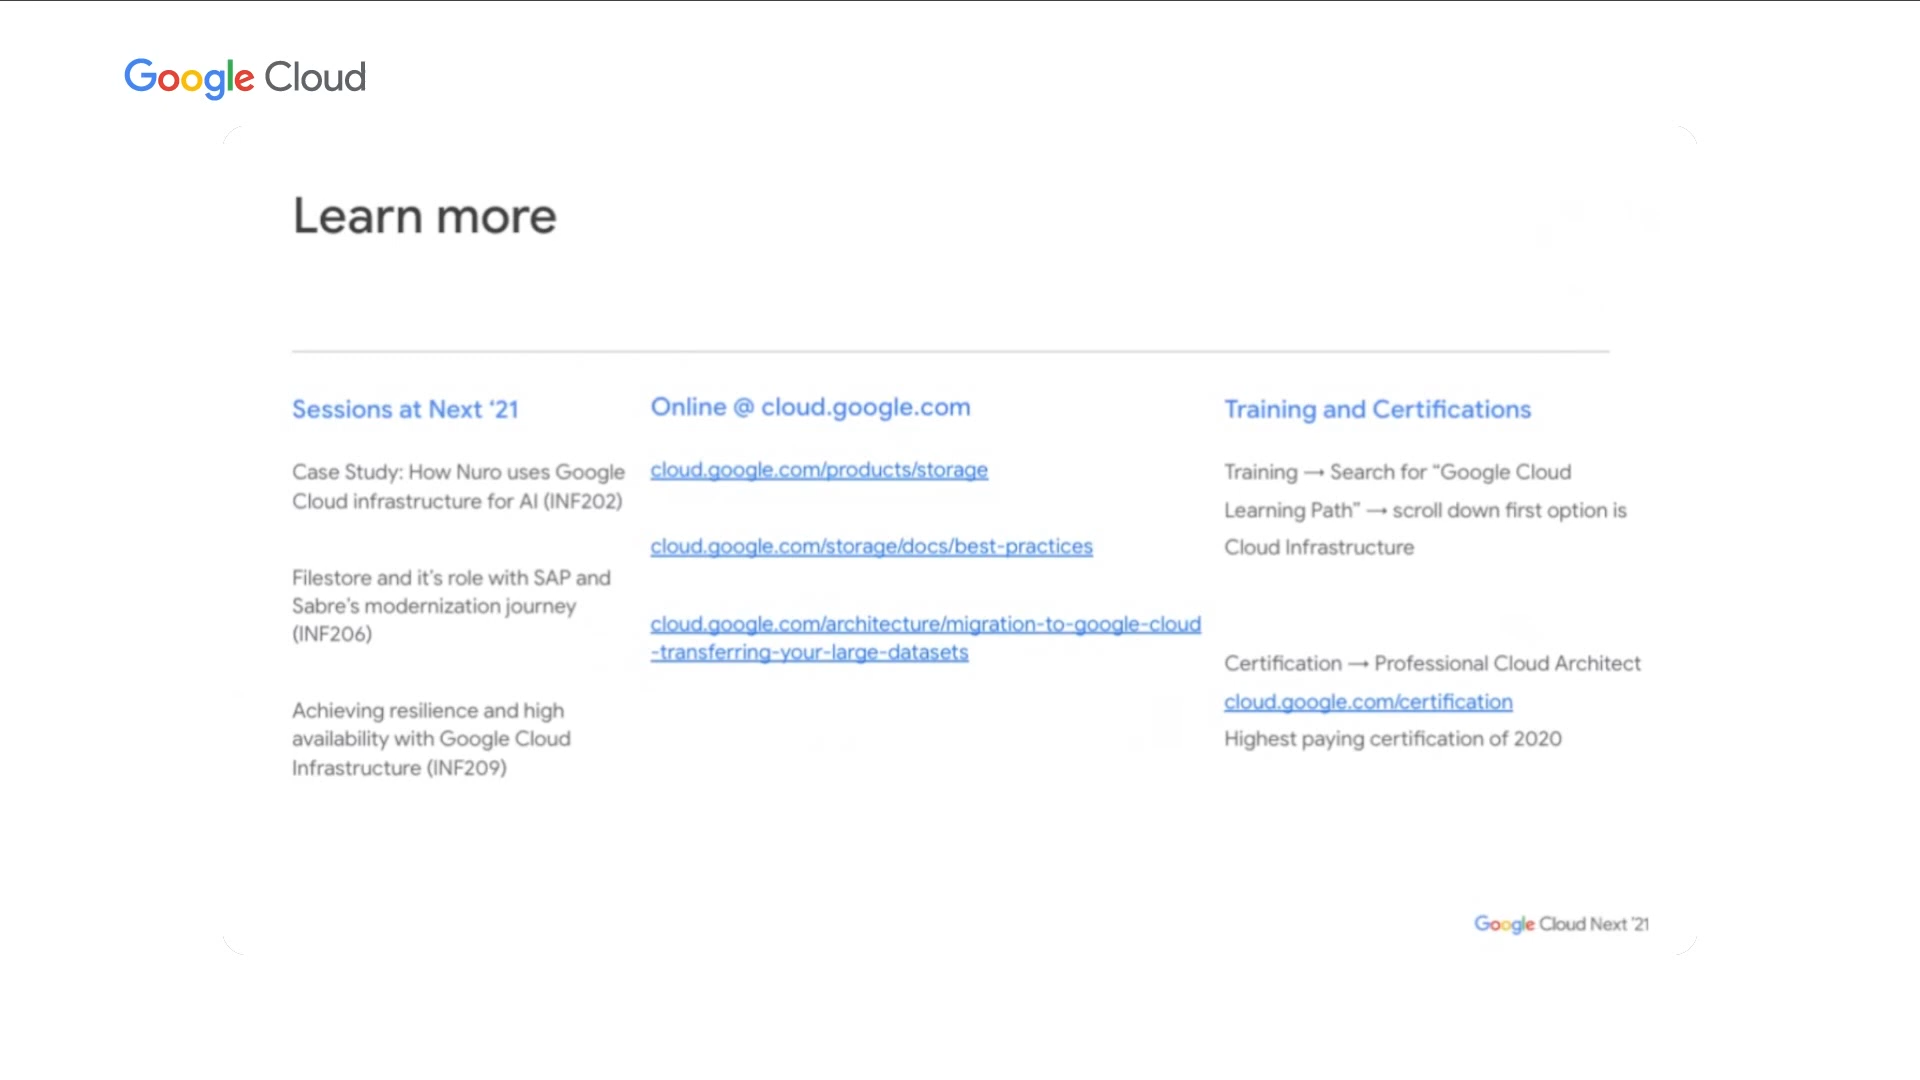 Google Cloud
Learn more
Sessions at Next ‘21
Case Study: How Nuro uses Google
Cloud infrastructure for AI (INF202)
Filestore and it’s role with SAP and
Sabre’s modernization journey
(INF206)
Achieving resilience and high
availability with Google Cloud
Infrastructure (INF209)
Online @ cloud.google.com
cloud.google.com/products/storage
cloud.google.com/storage/docs/best-practices
cloud.google.com/architecture/migration-to-google-cloud
-transferring-your-large-datasets
Training and Certifications
Training → Search for “Google Cloud
Learning Path” → scroll down first option is
Cloud Infrastructure
Certification → Professional Cloud Architect
cloud.google.com/certification
Highest paying certification of 2020
Google Cloud Next ’21